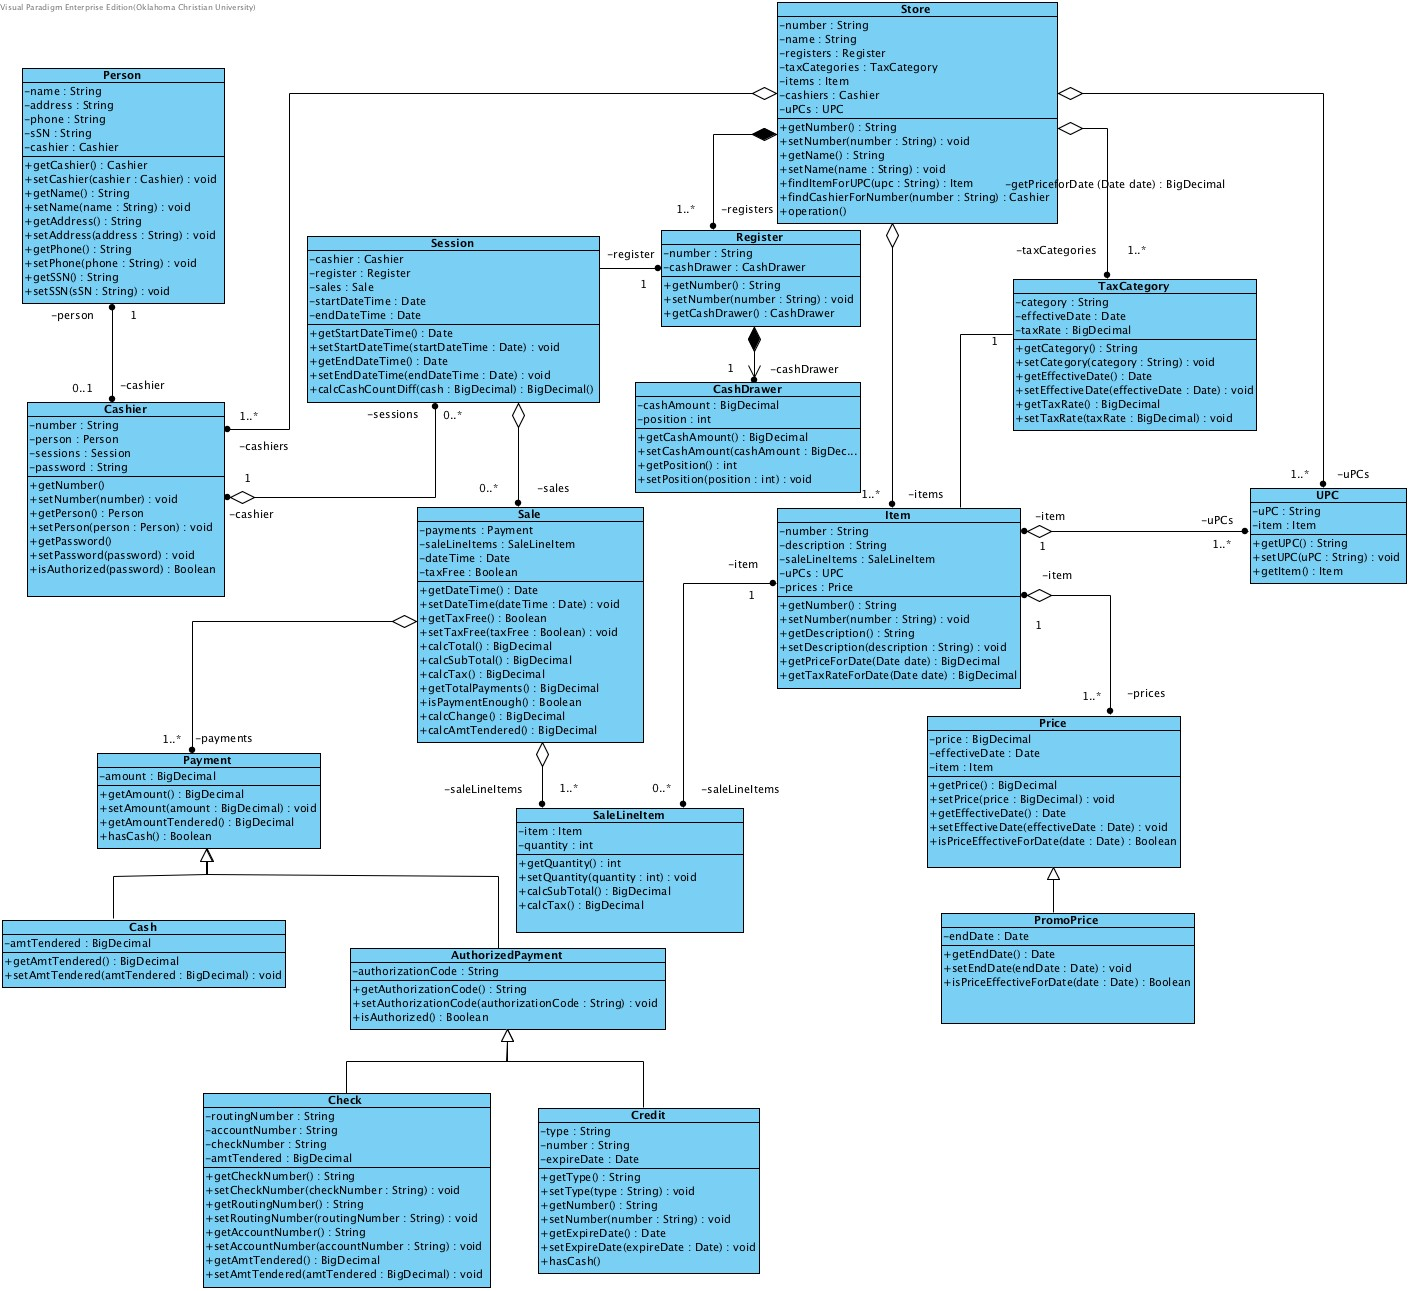 Visual Paradigm Enterprise Edition(Oklahoma Christian University)
Store
-number : String
-name : String
-registers : Register
-taxCategories : TaxCategory
-items : Item
-cashiers : Cashier
-uPCs : UPC
+getNumber() : String
+setNumber(number : String) : void
+getName() : String
+setName(name : String) : void
+findItemForUPC(upc : String) : Item
+findCashierForNumber(number : String) : Cashier
+operation()
-getPriceforDate (Date date) : BigDecimal
Person
-name : String
-address : String
-phone : String
-sSN : String
-cashier : Cashier
+getCashier() : Cashier
+setCashier(cashier : Cashier) : void
+getName() : String
+setName(name : String) : void
+getAddress() : String
+setAddress(address : String) : void
+getPhone() : String
+setPhone(phone : String) : void
+getSSN() : String
+setSSN(sSN : String) : void
-person
1
0..1
-cashier
1..*
-registers
-taxCategories
1..*
Session
-cashier : Cashier
-register : Register
-sales : Sale
-startDateTime : Date
-endDateTime : Date
+getStartDateTime() : Date
+setStartDateTime(startDateTime : Date) : void
+getEndDateTime() : Date
+setEndDateTime(endDateTime : Date) : void
+calcCashCountDiff(cash : BigDecimal) : BigDecimal()
-register
1
Register
-number : String
-cashDrawer : CashDrawer
+getNumber() : String
+setNumber(number : String) : void
+getCashDrawer() : CashDrawer
1
-cashDrawer
TaxCategory
-category : String
-effectiveDate : Date
-taxRate : BigDecimal
+getCategory() : String
+setCategory(category : String) : void
+getEffectiveDate() : Date
+setEffectiveDate(effectiveDate : Date) : void
+getTaxRate() : BigDecimal
+setTaxRate(taxRate : BigDecimal) : void
1
CashDrawer
-cashAmount : BigDecimal
-position : int
+getCashAmount() : BigDecimal
+setCashAmount(cashAmount : BigDec...
+getPosition() : int
+setPosition(position : int) : void
Cashier
-number : String
-person : Person
-sessions : Session
-password : String
+getNumber()
+setNumber(number) : void
+getPerson() : Person
+setPerson(person : Person) : void
+getPassword()
+setPassword(password) : void
+isAuthorized(password) : Boolean
1..*
-cashiers
1
-cashier
-sessions
0..*
0..*
-sales
1..*
-items
1..*
-uPCs
Sale
-payments : Payment
-saleLineItems : SaleLineItem
-dateTime : Date
-taxFree : Boolean
+getDateTime() : Date
+setDateTime(dateTime : Date) : void
+getTaxFree() : Boolean
+setTaxFree(taxFree : Boolean) : void
+calcTotal() : BigDecimal
+calcSubTotal() : BigDecimal
+calcTax() : BigDecimal
+getTotalPayments() : BigDecimal
+isPaymentEnough() : Boolean
+calcChange() : BigDecimal
+calcAmtTendered() : BigDecimal
Item
-number : String
-description : String
-saleLineItems : SaleLineItem
-uPCs : UPC
-prices : Price
+getNumber() : String
+setNumber(number : String) : void
+getDescription() : String
+setDescription(description : String) : void
+getPriceForDate(Date date) : BigDecimal
+getTaxRateForDate(Date date) : BigDecimal
UPC
-uPC : String
-item : Item
+getUPC() : String
+setUPC(uPC : String) : void
+getItem() : Item
-item
1
-uPCs
1..*
-item
1
-item
1
1..*
-prices
1..*
-payments
-saleLineItems
1..*
0..*
-saleLineItems
Payment
-amount : BigDecimal
+getAmount() : BigDecimal
+setAmount(amount : BigDecimal) : void
+getAmountTendered() : BigDecimal
+hasCash() : Boolean
SaleLineItem
-item : Item
-quantity : int
+getQuantity() : int
+setQuantity(quantity : int) : void
+calcSubTotal() : BigDecimal
+calcTax() : BigDecimal
Price
-price : BigDecimal
-effectiveDate : Date
-item : Item
+getPrice() : BigDecimal
+setPrice(price : BigDecimal) : void
+getEffectiveDate() : Date
+setEffectiveDate(effectiveDate : Date) : void
+isPriceEffectiveForDate(date : Date) : Boolean
Cash
-amtTendered : BigDecimal
+getAmtTendered() : BigDecimal
+setAmtTendered(amtTendered : BigDecimal) : void
AuthorizedPayment
-authorizationCode : String
+getAuthorizationCode() : String
+setAuthorizationCode(authorizationCode : String) : void
+isAuthorized() : Boolean
PromoPrice
-endDate : Date
+getEndDate() : Date
+setEndDate(endDate : Date) : void
+isPriceEffectiveForDate(date : Date) : Boolean
Check
-routingNumber : String
-accountNumber : String
-checkNumber : String
-amtTendered : BigDecimal
+getCheckNumber() : String
+setCheckNumber(checkNumber : String) : void
+getRoutingNumber() : String
+setRoutingNumber(routingNumber : String) : void
+getAccountNumber() : String
+setAccountNumber(accountNumber : String) : void
+getAmtTendered() : BigDecimal
+setAmtTendered(amtTendered : BigDecimal) : void
Credit
-type : String
-number : String
-expireDate : Date
+getType() : String
+setType(type : String) : void
+getNumber() : String
+setNumber(number : String) : void
+getExpireDate() : Date
+setExpireDate(expireDate : Date) : void
+hasCash()